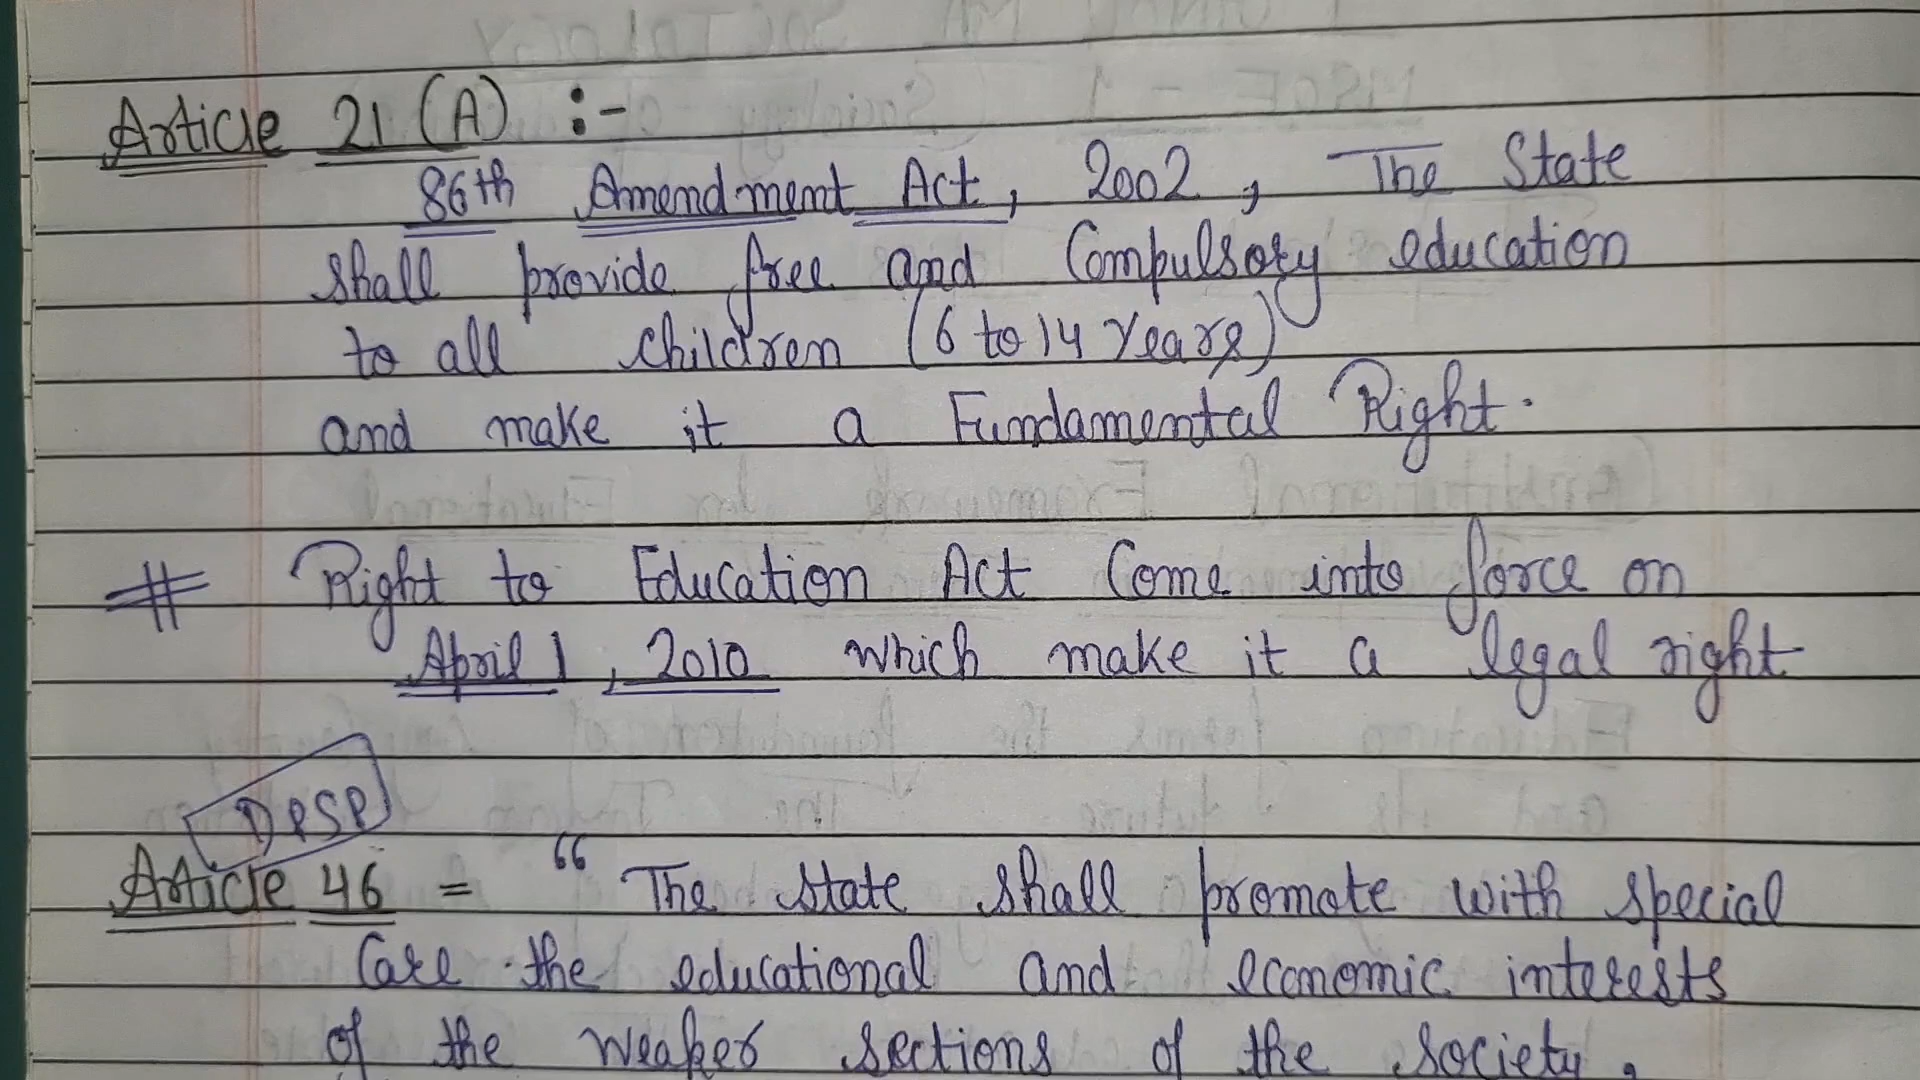 Article 21 (A) :-
86th Amendment Act, 2002, The State
shall provide free and Compulsory education
to all children (6 to 14 Years)
and make it a Fundamental Right.
# Right to Education Act Come into force on
April 1, 2010 which make it a legal right
DPSP
Article 46 = “ The state shall promote with special
Care the educational and economic interests
of the weaker sections of the society,